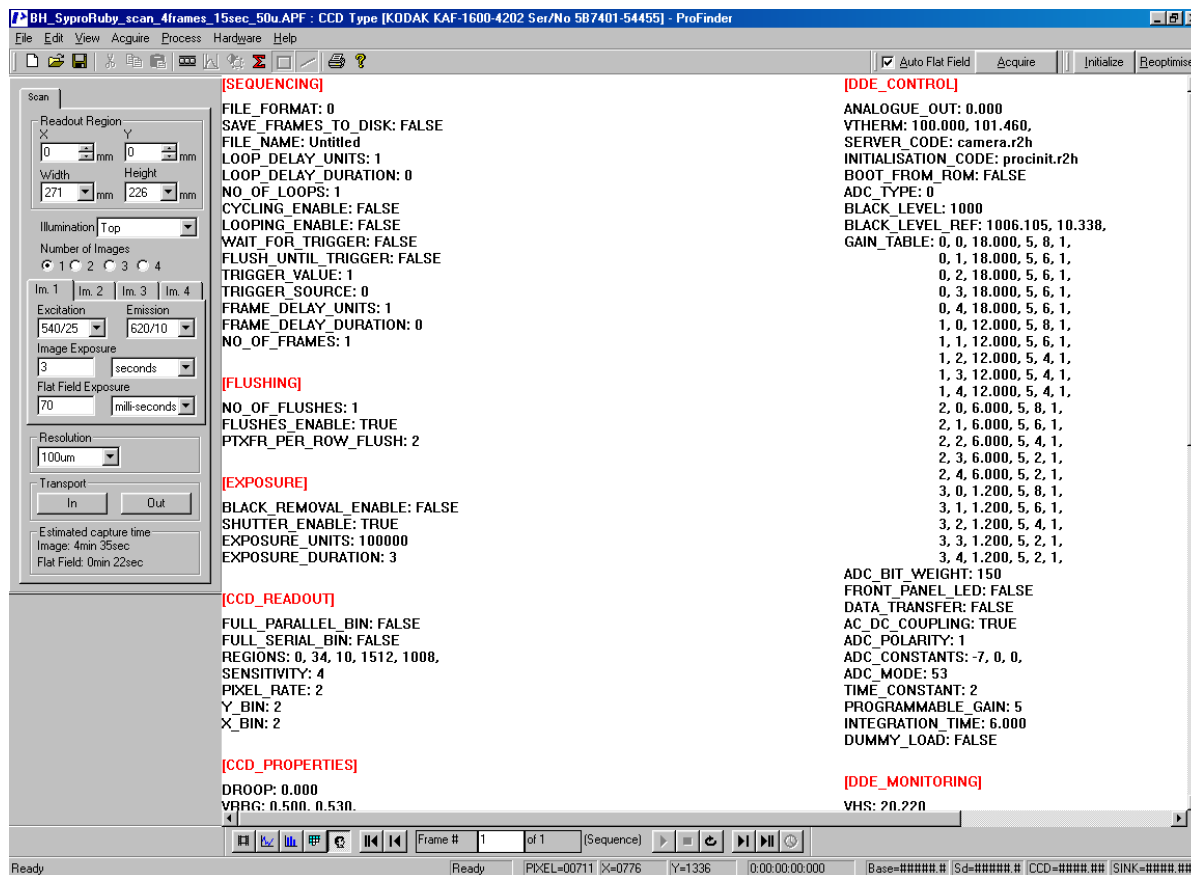 BH_SyproRuby_scan_4frames_15sec_50u.APF : CCD Type [KODAK KAF-1600-4202 Ser/No 5B7401-54455] - ProFinder
File Edit View Acquire Process Hardware Help
Auto Flat Field Acquire Initialize Reoptimise
Scan
Readout Region
X Y
0 mm 0 mm
Width Height
271 mm 226 mm
Illumination Top
Number of Images
1 2 3 4
Im. 1 Im. 2 Im. 3 Im. 4
Excitation Emission
540/25 620/10
Image Exposure
3 seconds
Flat Field Exposure
70 milli-seconds
Resolution
100um
Transport
In Out
Estimated capture time
Image: 4min 35sec
Flat Field: 0min 22sec
[SEQUENCING]
FILE_FORMAT: 0
SAVE_FRAMES_TO_DISK: FALSE
FILE_NAME: Untitled
LOOP_DELAY_UNITS: 1
LOOP_DELAY_DURATION: 0
NO_OF_LOOPS: 1
CYCLING_ENABLE: FALSE
LOOPING_ENABLE: FALSE
WAIT_FOR_TRIGGER: FALSE
FLUSH_UNTIL_TRIGGER: FALSE
TRIGGER_VALUE: 1
TRIGGER_SOURCE: 0
FRAME_DELAY_UNITS: 1
FRAME_DELAY_DURATION: 0
NO_OF_FRAMES: 1
[FLUSHING]
NO_OF_FLUSHES: 1
FLUSHES_ENABLE: TRUE
PTXFR_PER_ROW_FLUSH: 2
[EXPOSURE]
BLACK_REMOVAL_ENABLE: FALSE
SHUTTER_ENABLE: TRUE
EXPOSURE_UNITS: 100000
EXPOSURE_DURATION: 3
[CCD_READOUT]
FULL_PARALLEL_BIN: FALSE
FULL_SERIAL_BIN: FALSE
REGIONS: 0, 34, 10, 1512, 1008,
SENSITIVITY: 4
PIXEL_RATE: 2
Y_BIN: 2
X_BIN: 2
[CCD_PROPERTIES]
DROOP: 0.000
VRRG: 0.500, 0.530,
[DDE_CONTROL]
ANALOGUE_OUT: 0.000
VTHERM: 100.000, 101.460,
SERVER_CODE: camera.r2h
INITIALISATION_CODE: procinit.r2h
BOOT_FROM_ROM: FALSE
ADC_TYPE: 0
BLACK_LEVEL: 1000
BLACK_LEVEL_REF: 1006.105, 10.338,
GAIN_TABLE: 0, 0, 18.000, 5, 8, 1,
0, 1, 18.000, 5, 6, 1,
0, 2, 18.000, 5, 6, 1,
0, 3, 18.000, 5, 6, 1,
0, 4, 18.000, 5, 6, 1,
1, 0, 12.000, 5, 8, 1,
1, 1, 12.000, 5, 6, 1,
1, 2, 12.000, 5, 4, 1,
1, 3, 12.000, 5, 4, 1,
1, 4, 12.000, 5, 4, 1,
2, 0, 6.000, 5, 8, 1,
2, 1, 6.000, 5, 6, 1,
2, 2, 6.000, 5, 4, 1,
2, 3, 6.000, 5, 2, 1,
2, 4, 6.000, 5, 2, 1,
3, 0, 1.200, 5, 8, 1,
3, 1, 1.200, 5, 6, 1,
3, 2, 1.200, 5, 4, 1,
3, 3, 1.200, 5, 2, 1,
3, 4, 1.200, 5, 2, 1,
ADC_BIT_WEIGHT: 150
FRONT_PANEL_LED: FALSE
DATA_TRANSFER: FALSE
AC_DC_COUPLING: TRUE
ADC_POLARITY: 1
ADC_CONSTANTS: -7, 0, 0,
ADC_MODE: 53
TIME_CONSTANT: 2
PROGRAMMABLE_GAIN: 5
INTEGRATION_TIME: 6.000
DUMMY_LOAD: FALSE
[DDE_MONITORING]
VHS: 20.220
Frame # 1 of 1 (Sequence)
Ready Ready PIXEL=00711 X=0776 Y=1336 0:00:00:00:000 Base=#####.# Sd=#####.# CCD=####.## SINK=####.##